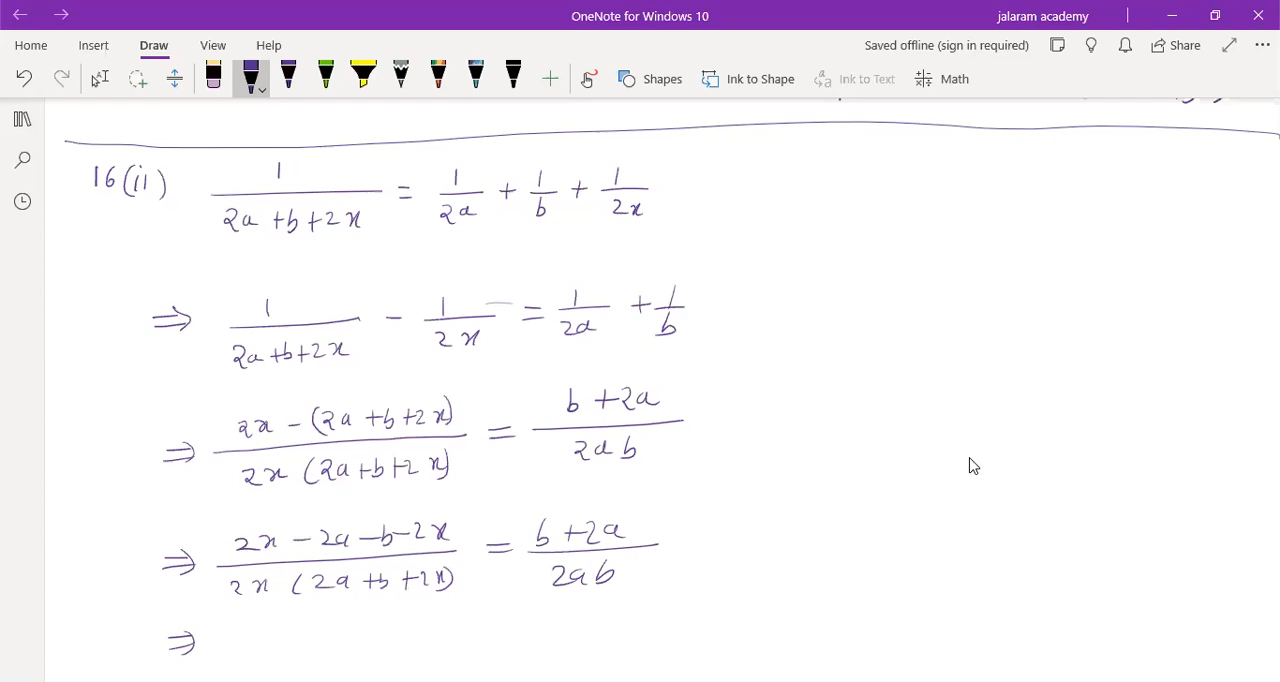 OneNote for Windows 10
jalaram academy
Home Insert Draw View Help
Saved offline (sign in required) Share
Shapes Ink to Shape Ink to Text Math
16(ii) 1/(2a+b+2x) = 1/2a + 1/b + 1/2x
⇒ 1/(2a+b+2x) - 1/2x = 1/2a + 1/b
⇒ (2x - (2a+b+2x))/(2x(2a+b+2x)) = (b+2a)/2ab
⇒ (2x - 2a - b - 2x)/(2x(2a+b+2x)) = (b+2a)/2ab
⇒